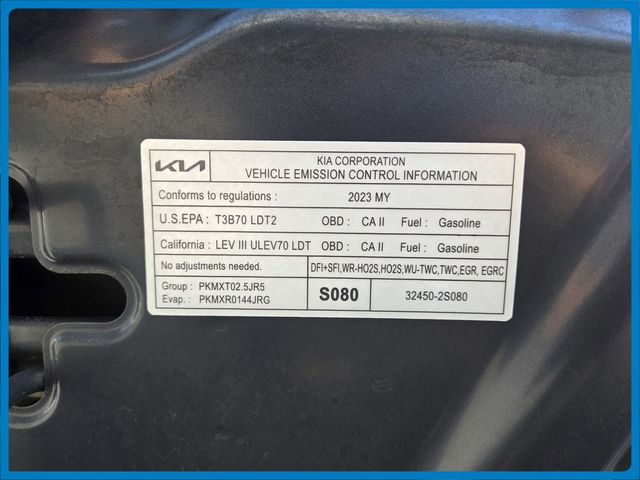 KIA
KIA CORPORATION
VEHICLE EMISSION CONTROL INFORMATION
Conforms to regulations : 2023 MY
U.S.EPA : T3B70 LDT2 OBD : CA II Fuel : Gasoline
California : LEV III ULEV70 LDT OBD : CA II Fuel : Gasoline
No adjustments needed. DFI+SFI,WR-HO2S,HO2S,WU-TWC,TWC,EGR, EGRC
Group : PKMXT02.5JR5
Evap. : PKMXR0144JRG
S080
32450-2S080